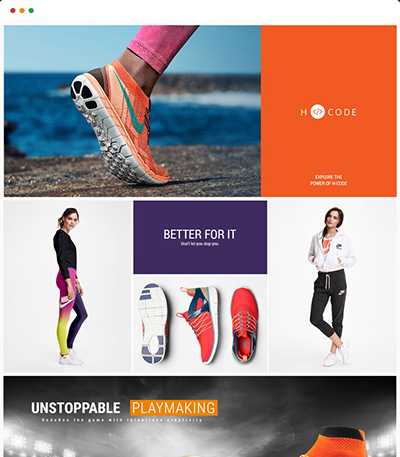 H </> CODE
EXPLORE THE
POWER OF H-CODE
BETTER FOR IT
Don't let you stop you.
UNSTOPPABLE PLAYMAKING
UndoDee the game with relentless creativity